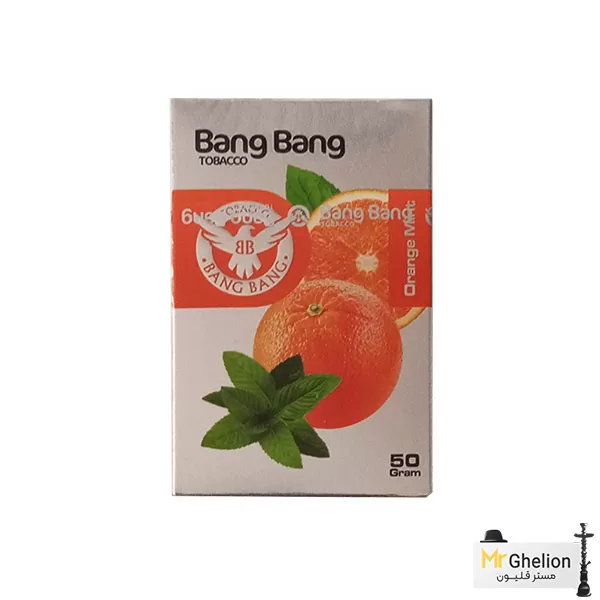 Bang Bang
TOBACCO
Bang Bang
TOBACCO
BB
BANG BANG
Orange Mint
50
Gram
Mr Ghelion
مستر قلیون